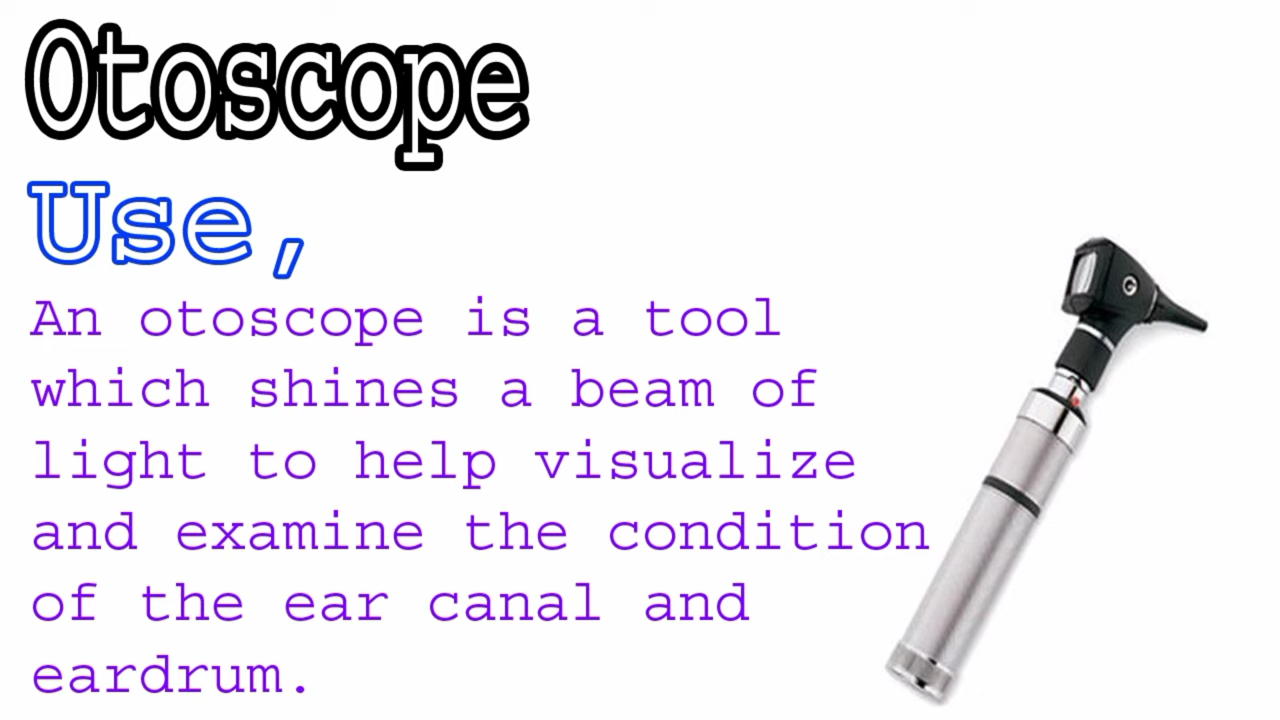 Otoscope
Use,
An otoscope is a tool
which shines a beam of
light to help visualize
and examine the condition
of the ear canal and
eardrum.